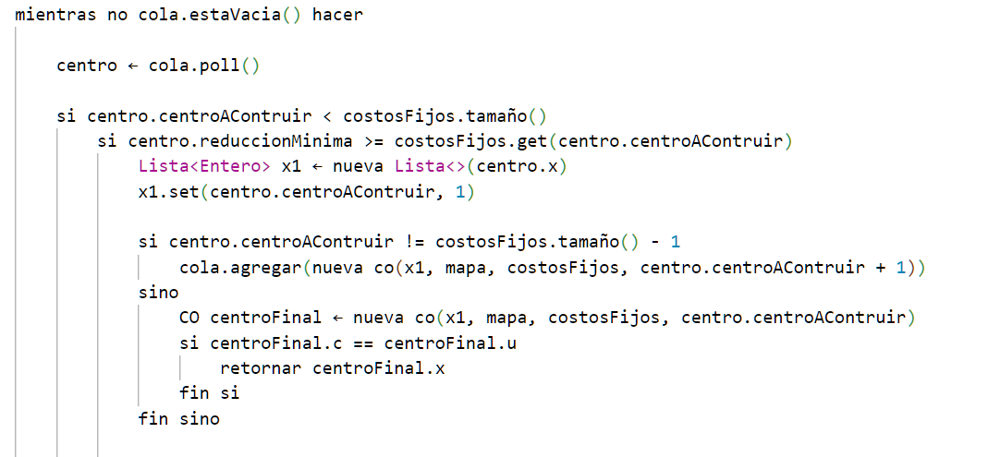 mientras no cola.estaVacia() hacer
centro ← cola.poll()
si centro.centroAContruir < costosFijos.tamaño()
si centro.reduccionMinima >= costosFijos.get(centro.centroAContruir)
Lista<Entero> x1 ← nueva Lista<>(centro.x)
x1.set(centro.centroAContruir, 1)
si centro.centroAContruir != costosFijos.tamaño() - 1
cola.agregar(nueva co(x1, mapa, costosFijos, centro.centroAContruir + 1))
sino
CO centroFinal ← nueva co(x1, mapa, costosFijos, centro.centroAContruir)
si centroFinal.c == centroFinal.u
retornar centroFinal.x
fin si
fin sino